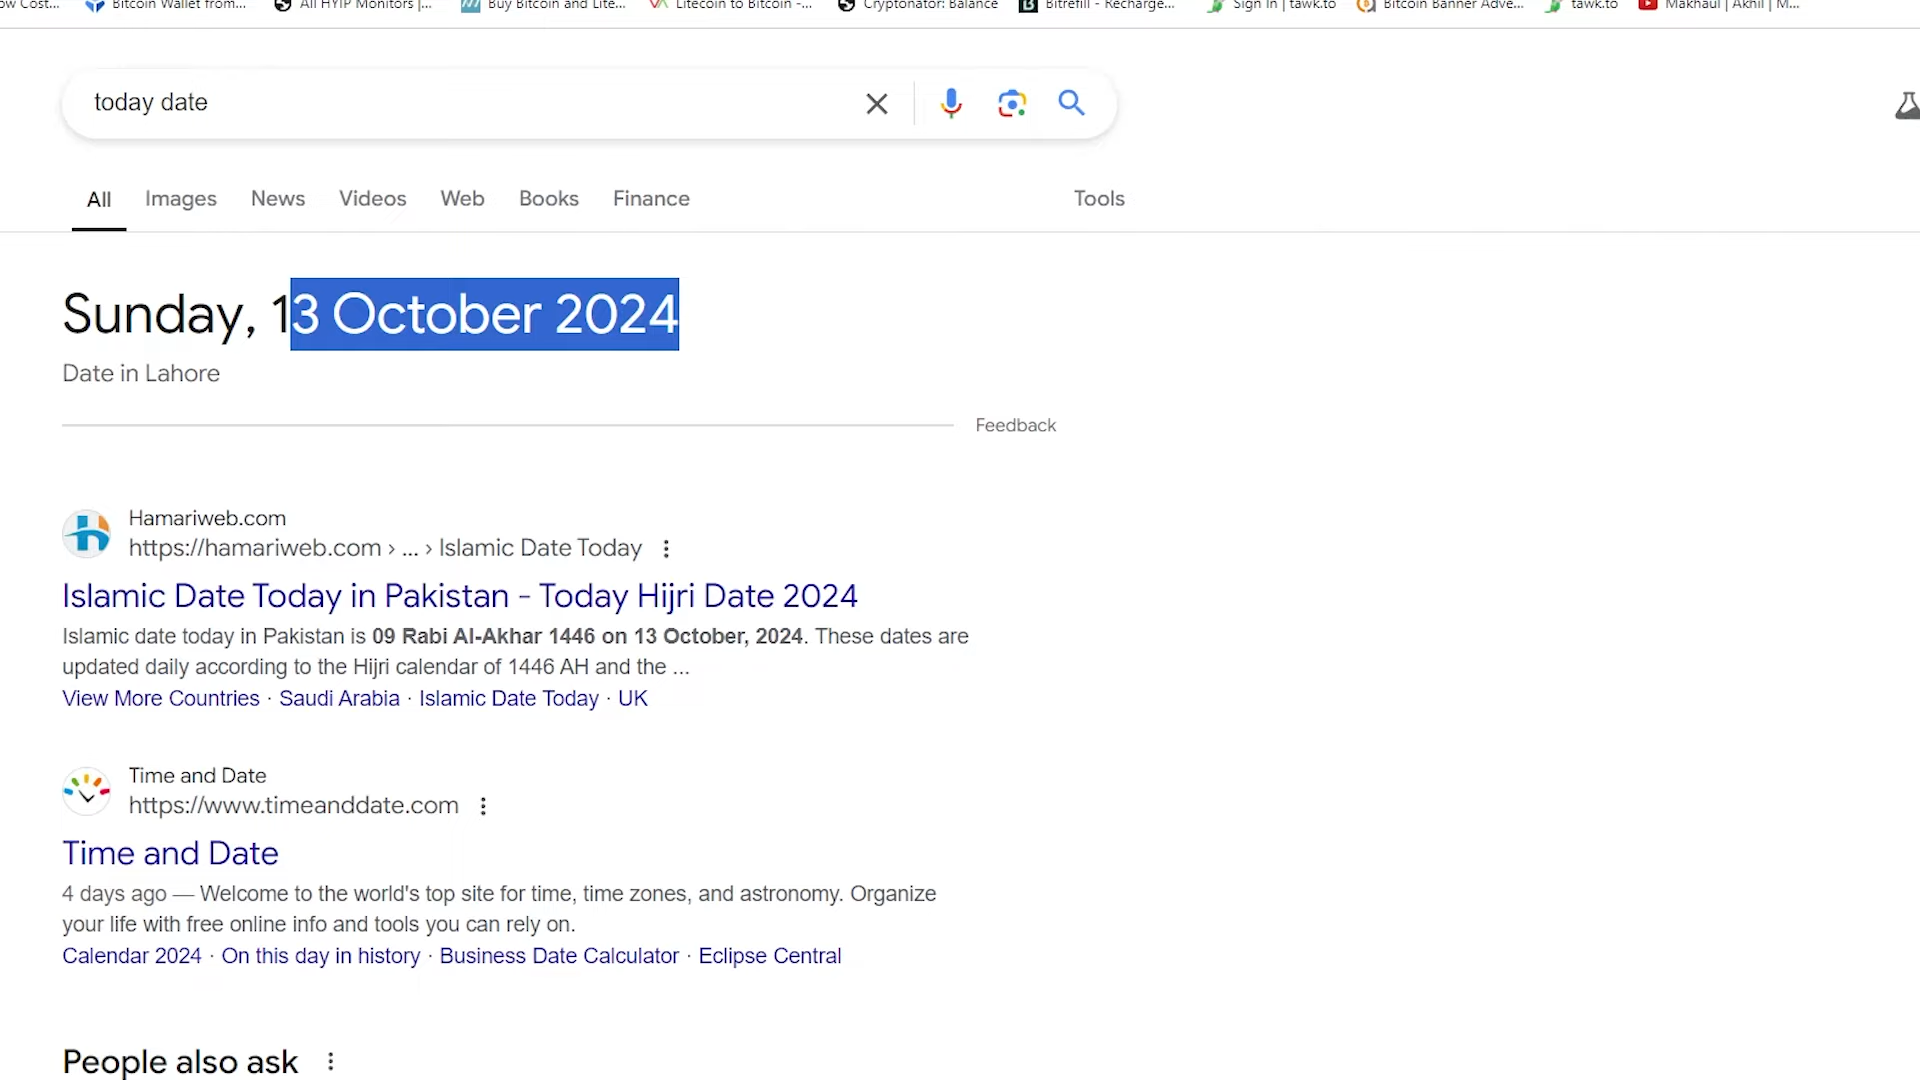 ow Cost... Bitcoin Wallet from... All HYIP Monitors |... Buy Bitcoin and Lite... Litecoin to Bitcoin -... Cryptonator: Balance Bitrefill - Recharge... Sign In | tawk.to Bitcoin Banner Adve... tawk.to Makhaul | Akhil | M...
today date
All Images News Videos Web Books Finance Tools
Sunday, 13 October 2024
Date in Lahore
Feedback
Hamariweb.com
https://hamariweb.com › ... › Islamic Date Today
Islamic Date Today in Pakistan - Today Hijri Date 2024
Islamic date today in Pakistan is 09 Rabi Al-Akhar 1446 on 13 October, 2024. These dates are
updated daily according to the Hijri calendar of 1446 AH and the ...
View More Countries · Saudi Arabia · Islamic Date Today · UK
Time and Date
https://www.timeanddate.com
Time and Date
4 days ago — Welcome to the world's top site for time, time zones, and astronomy. Organize
your life with free online info and tools you can rely on.
Calendar 2024 · On this day in history · Business Date Calculator · Eclipse Central
People also ask